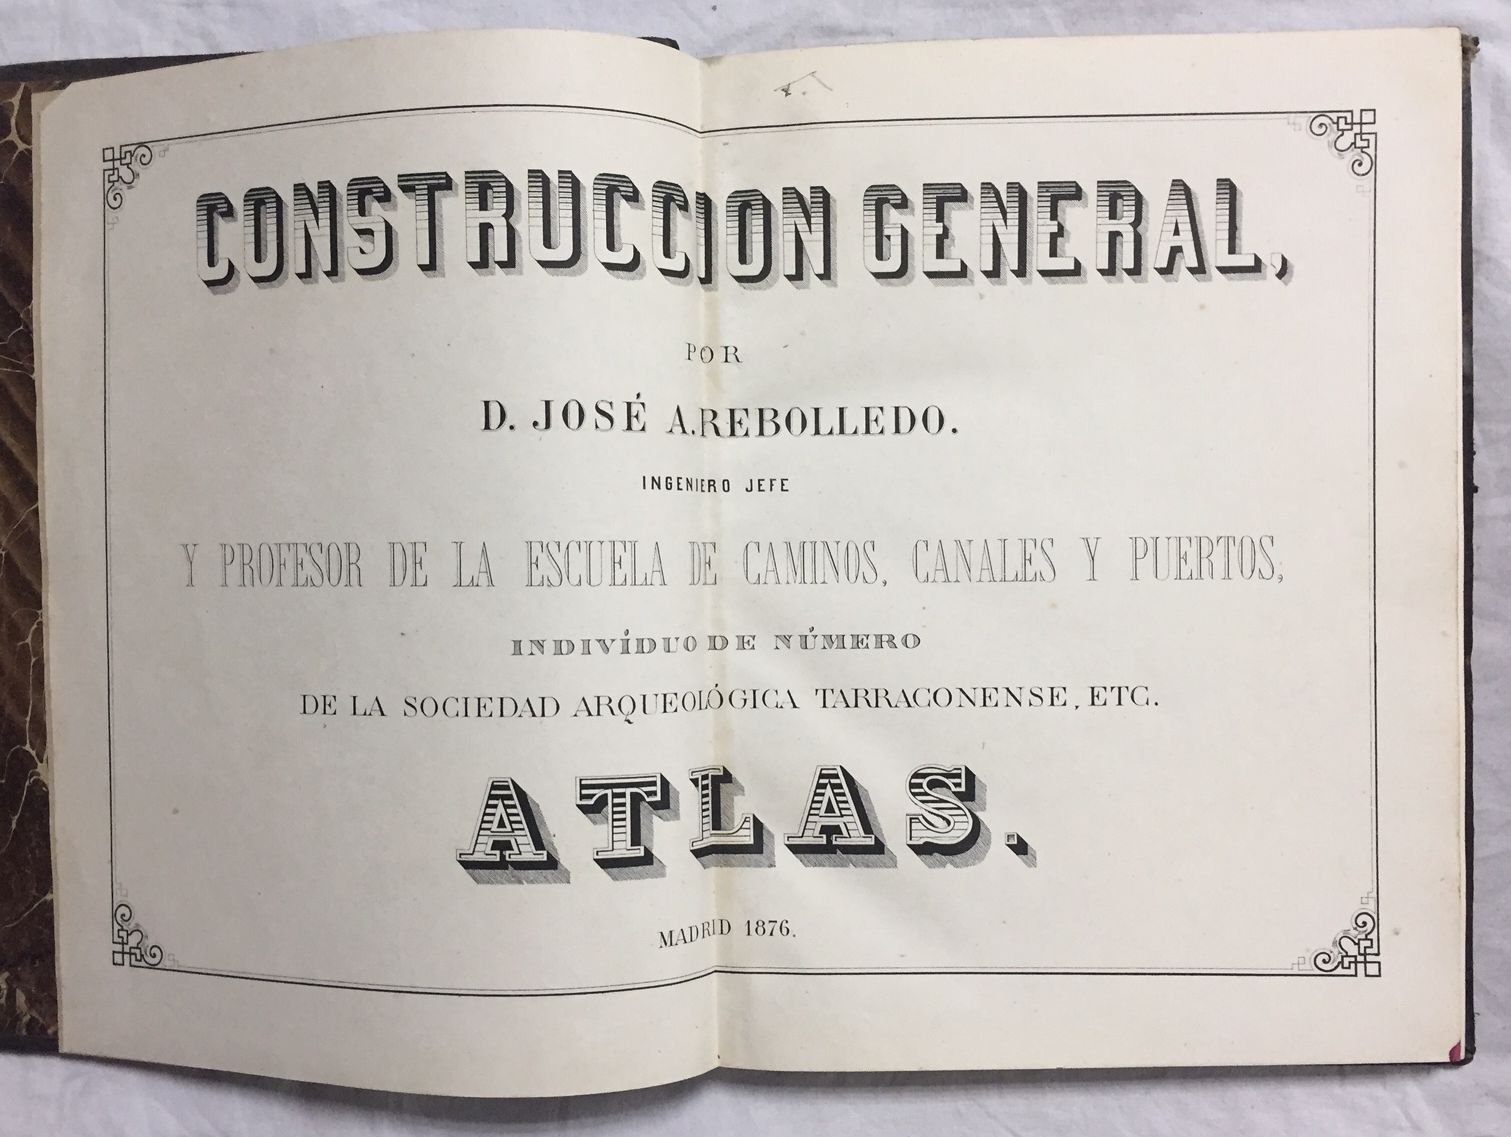 CONSTRUCCION GENERAL,
POR
D. JOSÉ A. REBOLLEDO.
INGENIERO JEFE
Y PROFESOR DE LA ESCUELA DE CAMINOS, CANALES Y PUERTOS,
INDIVÍDUO DE NÚMERO
DE LA SOCIEDAD ARQUEOLÓGICA TARRACONENSE, ETC.
ATLAS.
MADRID 1876.